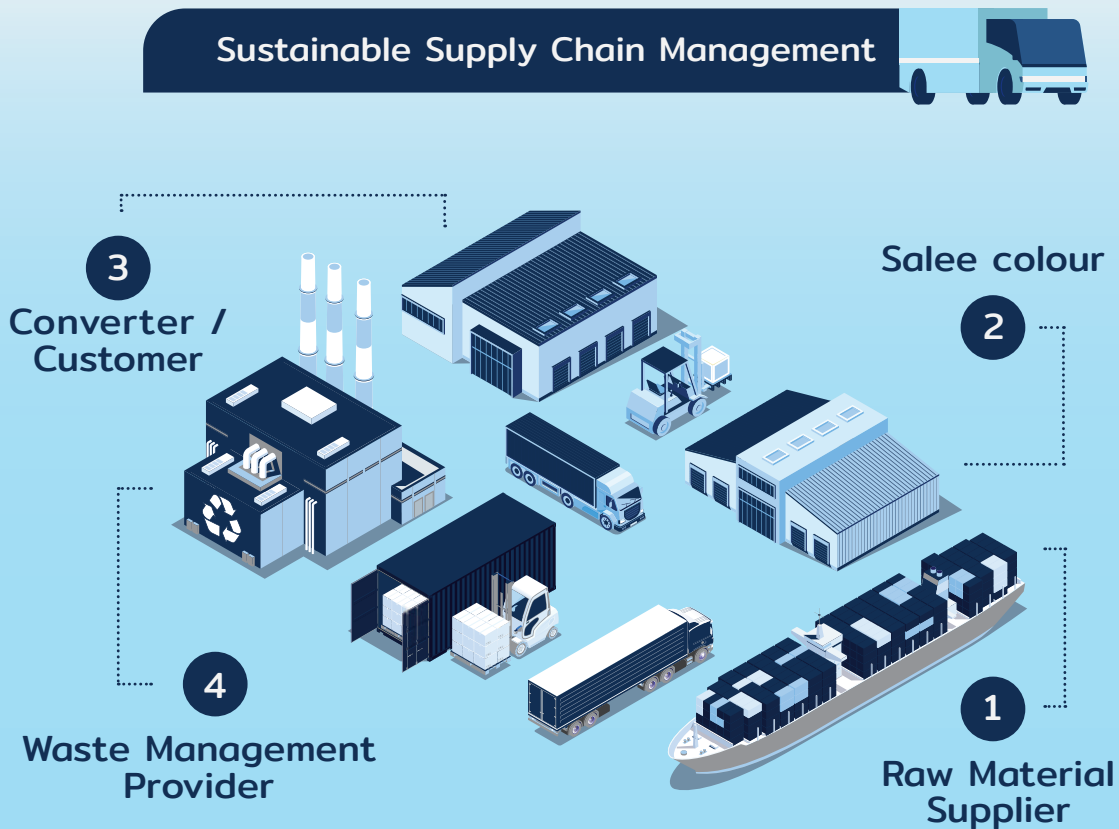 Sustainable Supply Chain Management
3
Converter /
Customer
Salee colour
2
4
Waste Management
Provider
1
Raw Material
Supplier